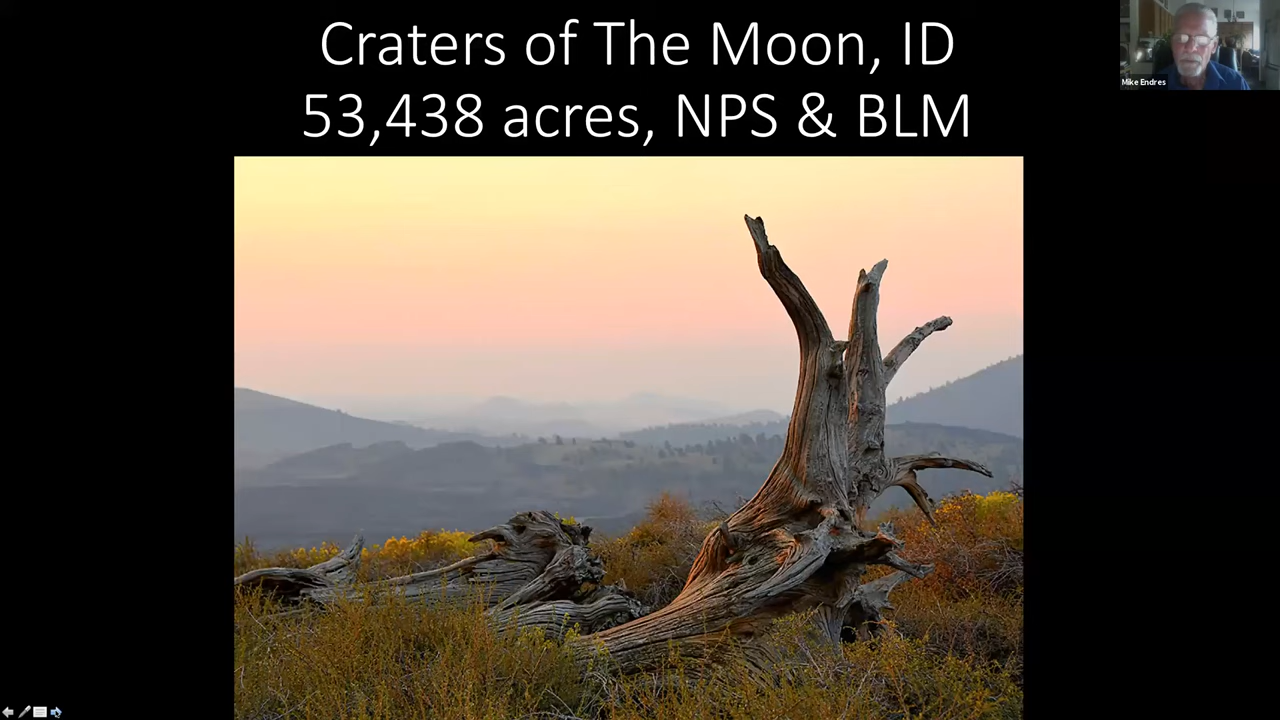 Craters of The Moon, ID
53,438 acres, NPS & BLM
Mike Endres